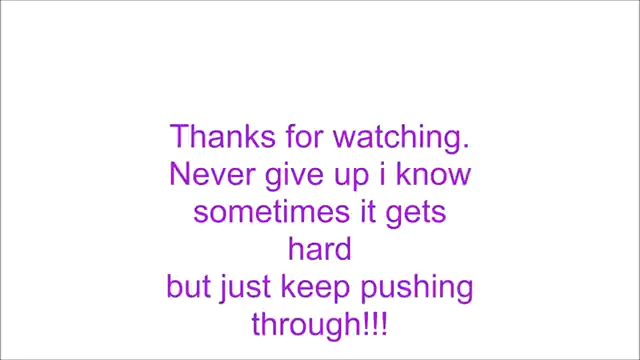 Thanks for watching.
Never give up i know
sometimes it gets
hard
but just keep pushing
through!!!